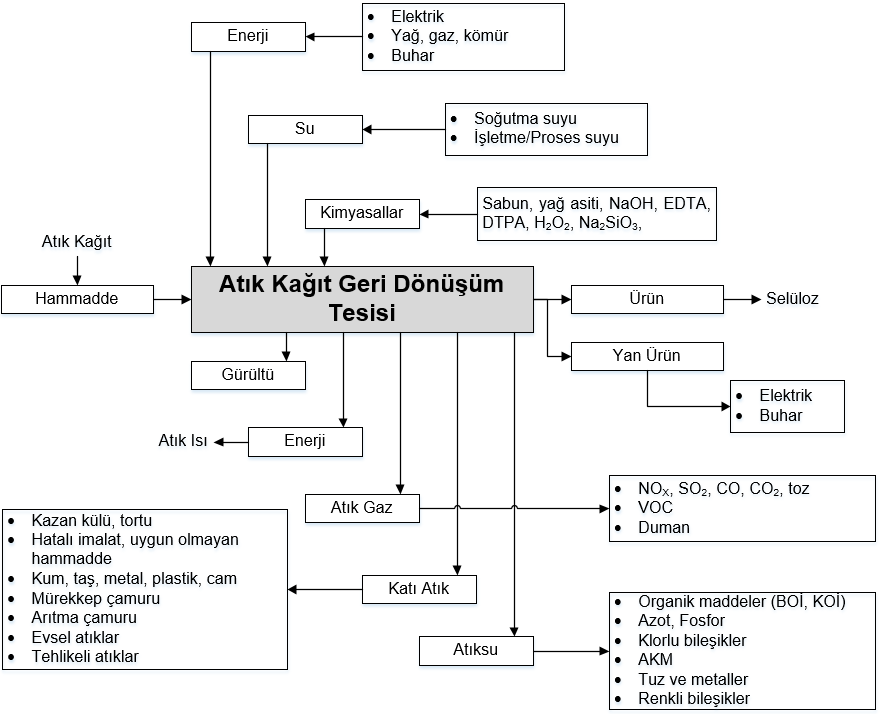 Enerji
• Elektrik
• Yağ, gaz, kömür
• Buhar
Su
• Soğutma suyu
• İşletme/Proses suyu
Kimyasallar
Sabun, yağ asiti, NaOH, EDTA,
DTPA, H₂O₂, Na₂SiO₃,
Atık Kağıt
Hammadde
Atık Kağıt Geri Dönüşüm
Tesisi
Ürün
Selüloz
Yan Ürün
• Elektrik
• Buhar
Gürültü
Atık Isı
Enerji
Atık Gaz
• NOₓ, SO₂, CO, CO₂, toz
• VOC
• Duman
Katı Atık
• Kazan külü, tortu
• Hatalı imalat, uygun olmayan
hammadde
• Kum, taş, metal, plastik, cam
• Mürekkep çamuru
• Arıtma çamuru
• Evsel atıklar
• Tehlikeli atıklar
Atıksu
• Organik maddeler (BOİ, KOİ)
• Azot, Fosfor
• Klorlu bileşikler
• AKM
• Tuz ve metaller
• Renkli bileşikler